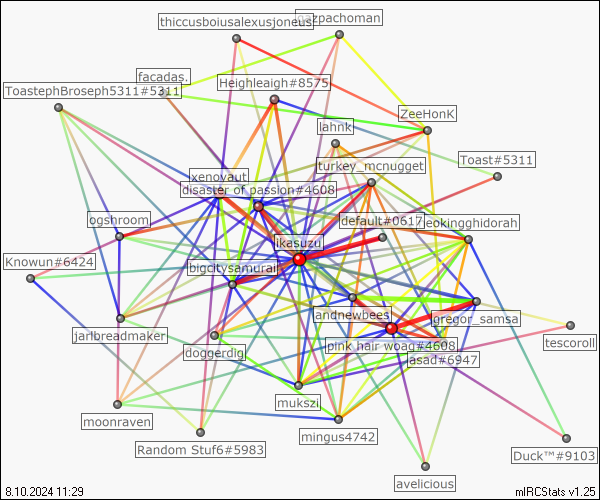 thiccusboiusalexusjoneus
gazpachoman
facadas.
Heighleaigh#8575
ToastephBroseph5311#5311
ZeeHonK
lahnk
Toast#5311
turkey_mcnugget
xenovaut
disaster of passion#4608
ogshroom
default#0617
leokingghidorah
ikasuzu
Knowun#6424
bigcitysamurai
andnewbees
gregor_samsa
jarlbreadmaker
pink hair woag#4608
tescoroll
doggerdig
asad#6947
mukszi
moonraven
mingus4742
Random Stuf6#5983
Duck™#9103
avelicious
8.10.2024 11:29
mIRCStats v1.25